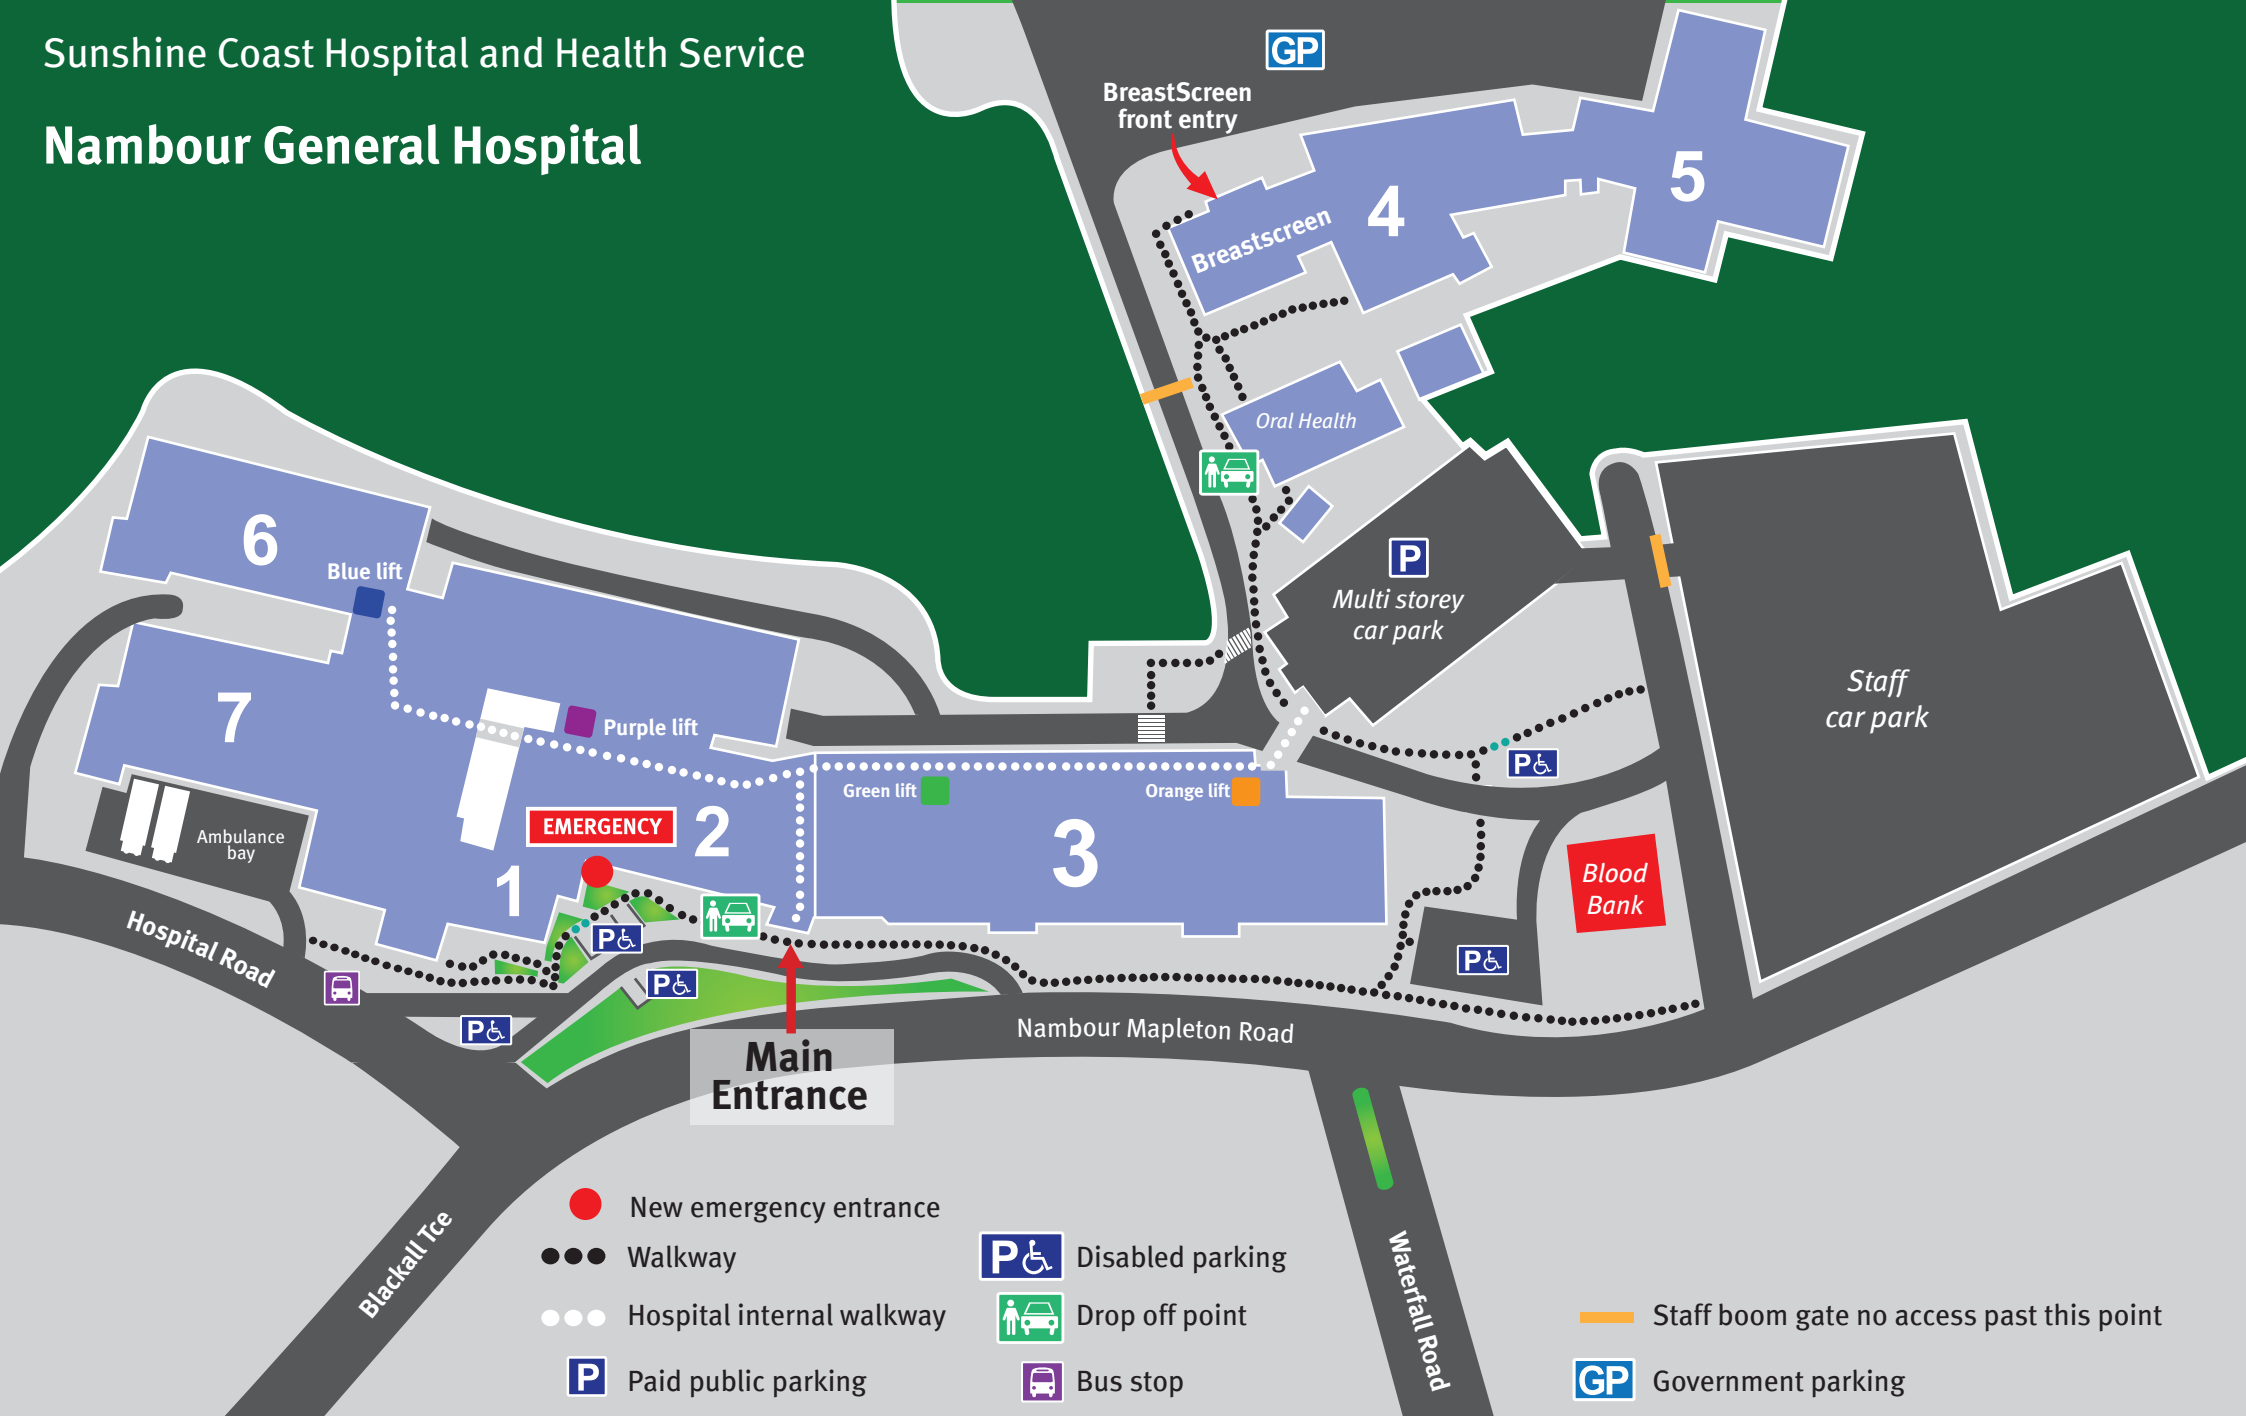 Sunshine Coast Hospital and Health Service
Nambour General Hospital
GP
BreastScreen
front entry
5
4
Breastscreen
Oral Health
P
Multi storey
car park
Staff
car park
6
Blue lift
7
Purple lift
Green lift
Orange lift
P
EMERGENCY
2
3
Ambulance
bay
1
Blood
Bank
Hospital Road
P
P
P
P
Nambour Mapleton Road
Main
Entrance
Blackall Tce
Waterfall Road
New emergency entrance
Walkway
Hospital internal walkway
P Paid public parking
P Disabled parking
Drop off point
Bus stop
Staff boom gate no access past this point
GP Government parking